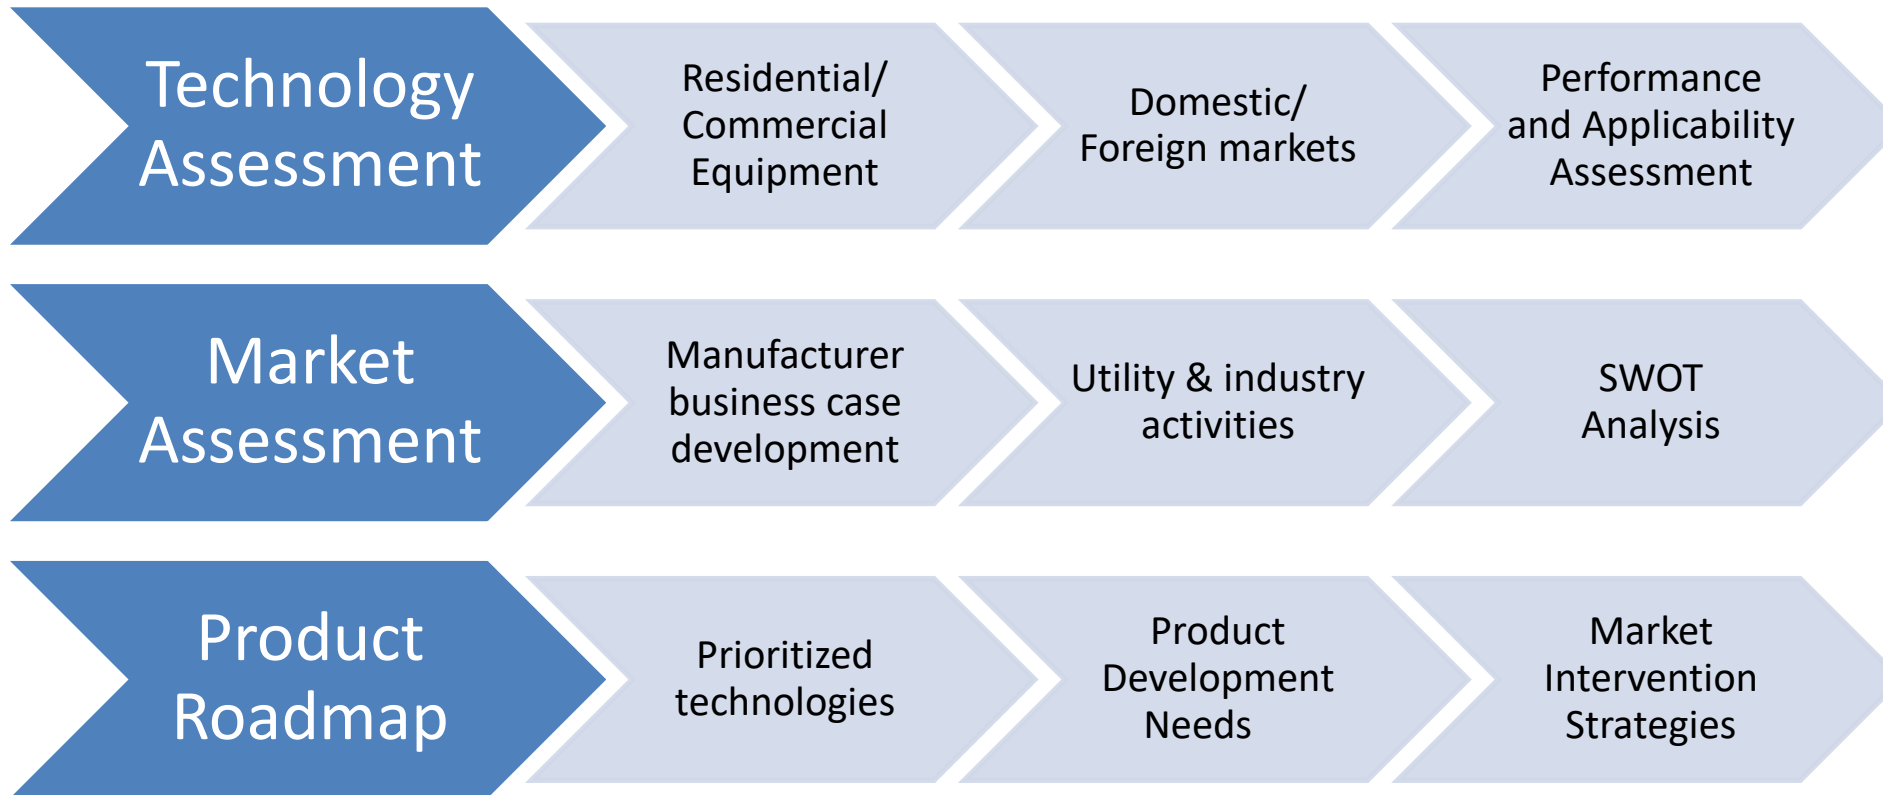 Technology
Assessment
Residential/
Commercial
Equipment
Domestic/
Foreign markets
Performance
and Applicability
Assessment
Market
Assessment
Manufacturer
business case
development
Utility & industry
activities
SWOT
Analysis
Product
Roadmap
Prioritized
technologies
Product
Development
Needs
Market
Intervention
Strategies